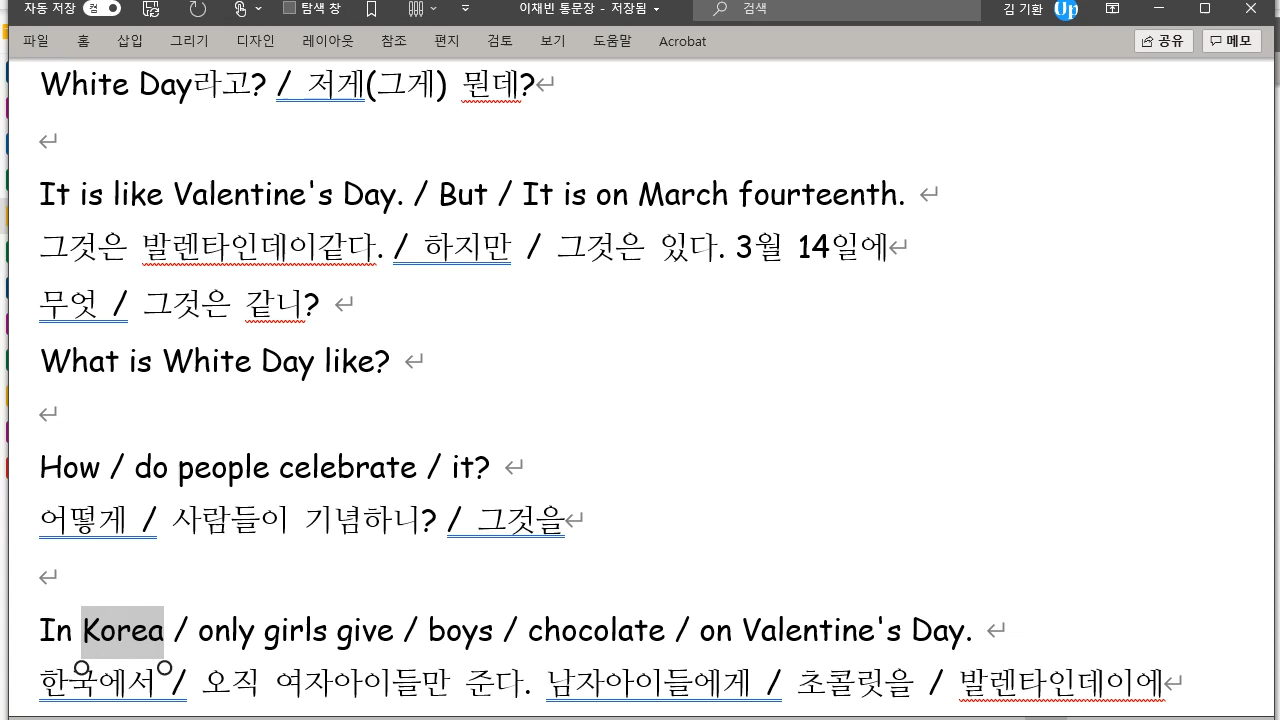 자동 저장 컴 탐색 창 이채빈 통문장 - 저장됨 검색 김 기환 Up
파일 홈 삽입 그리기 디자인 레이아웃 참조 편지 검토 보기 도움말 Acrobat 공유 메모
White Day라고? / 저게(그게) 뭔데?
It is like Valentine's Day. / But / It is on March fourteenth.
그것은 발렌타인데이같다. / 하지만 / 그것은 있다. 3월 14일에
무엇 / 그것은 같니?
What is White Day like?
How / do people celebrate / it?
어떻게 / 사람들이 기념하니? / 그것을
In Korea / only girls give / boys / chocolate / on Valentine's Day.
한국에서 / 오직 여자아이들만 준다. 남자아이들에게 / 초콜릿을 / 발렌타인데이에